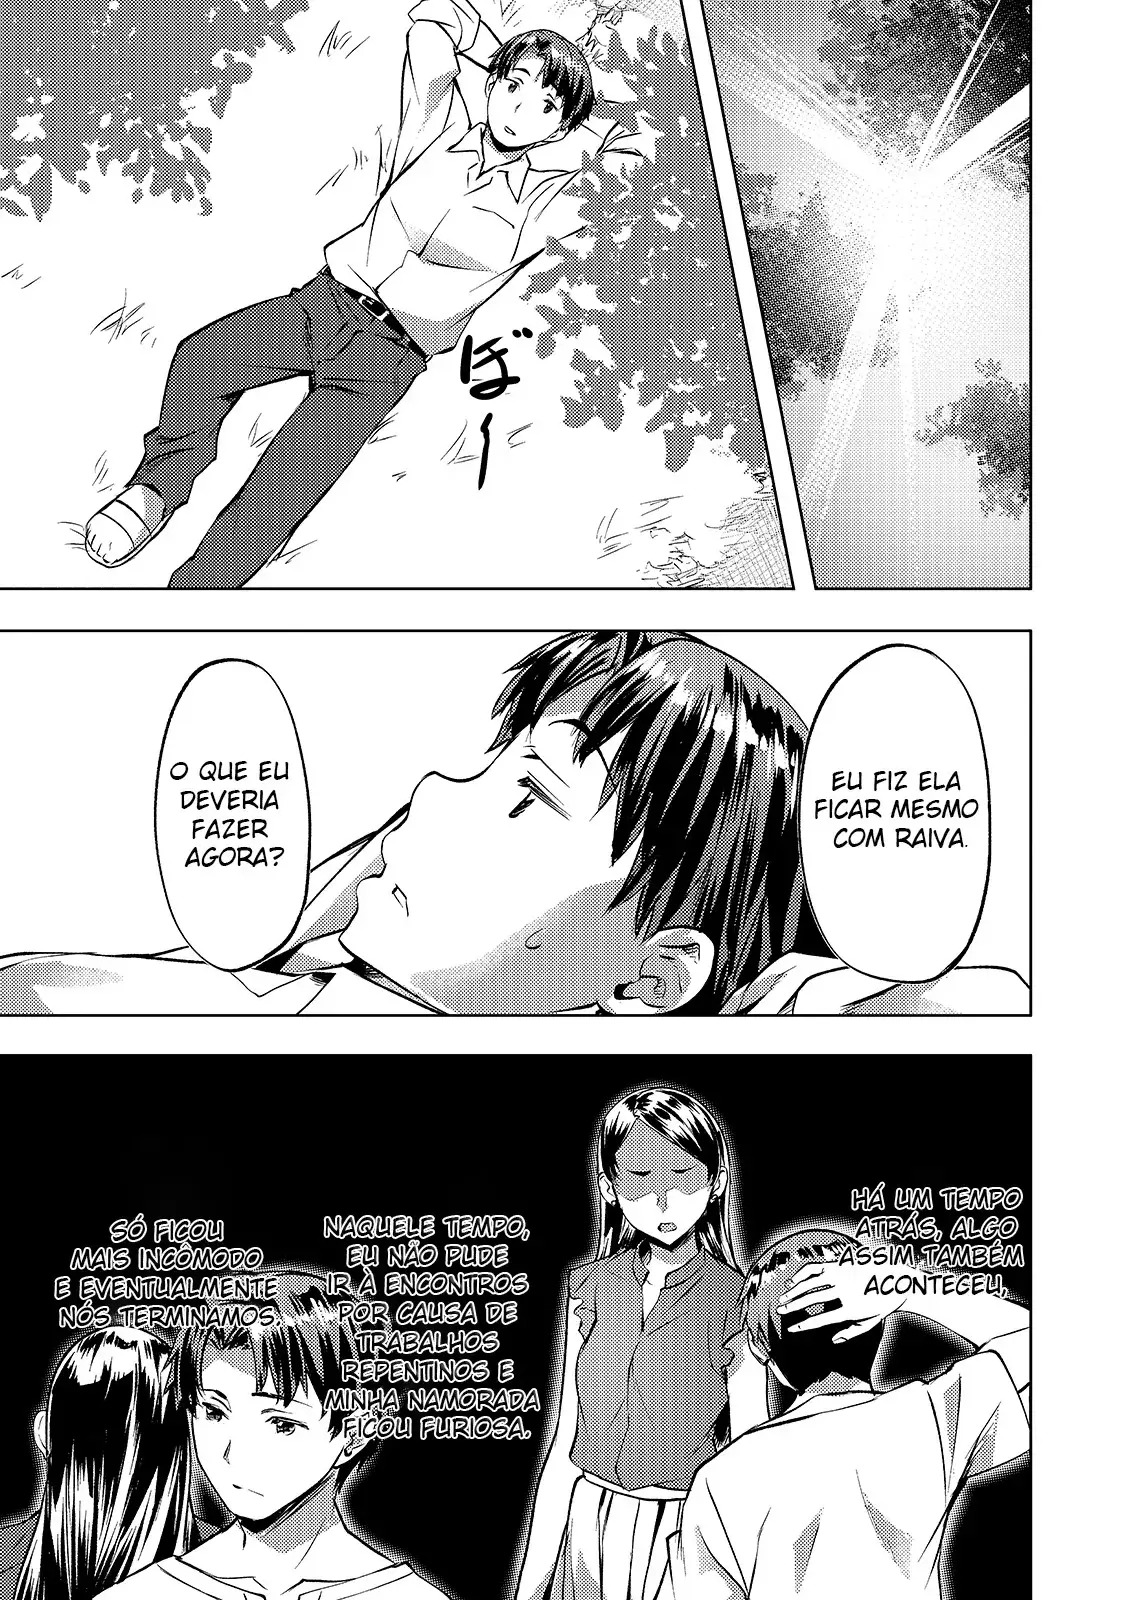 ぼー
EU FIZ ELA
FICAR MESMO
COM RAIVA.
O QUE EU
DEVERIA
FAZER
AGORA?
HÁ UM TEMPO
ATRÁS, ALGO
ASSIM TAMBÉM
ACONTECEU,
NAQUELE TEMPO,
EU NÃO PUDE
IR À ENCONTROS
POR CAUSA DE
TRABALHOS
REPENTINOS E
MINHA NAMORADA
FICOU FURIOSA.
SÓ FICOU
MAIS INCÔMODO
E EVENTUALMENTE
NÓS TERMINAMOS.